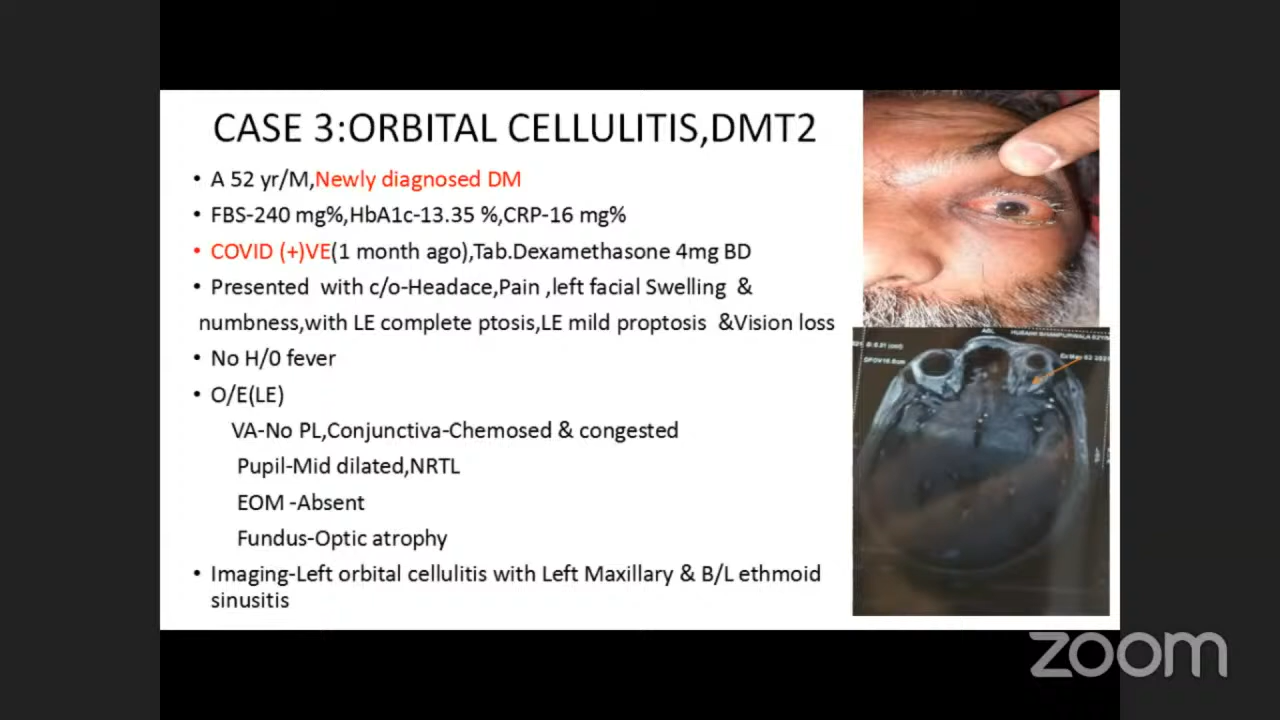 CASE 3:ORBITAL CELLULITIS,DMT2
• A 52 yr/M,Newly diagnosed DM
• FBS-240 mg%,HbA1c-13.35 %,CRP-16 mg%
• COVID (+)VE(1 month ago),Tab.Dexamethasone 4mg BD
• Presented with c/o-Headace,Pain ,left facial Swelling &
numbness,with LE complete ptosis,LE mild proptosis &Vision loss
• No H/0 fever
• O/E(LE)
VA-No PL,Conjunctiva-Chemosed & congested
Pupil-Mid dilated,NRTL
EOM -Absent
Fundus-Optic atrophy
• Imaging-Left orbital cellulitis with Left Maxillary & B/L ethmoid
sinusitis
zoom